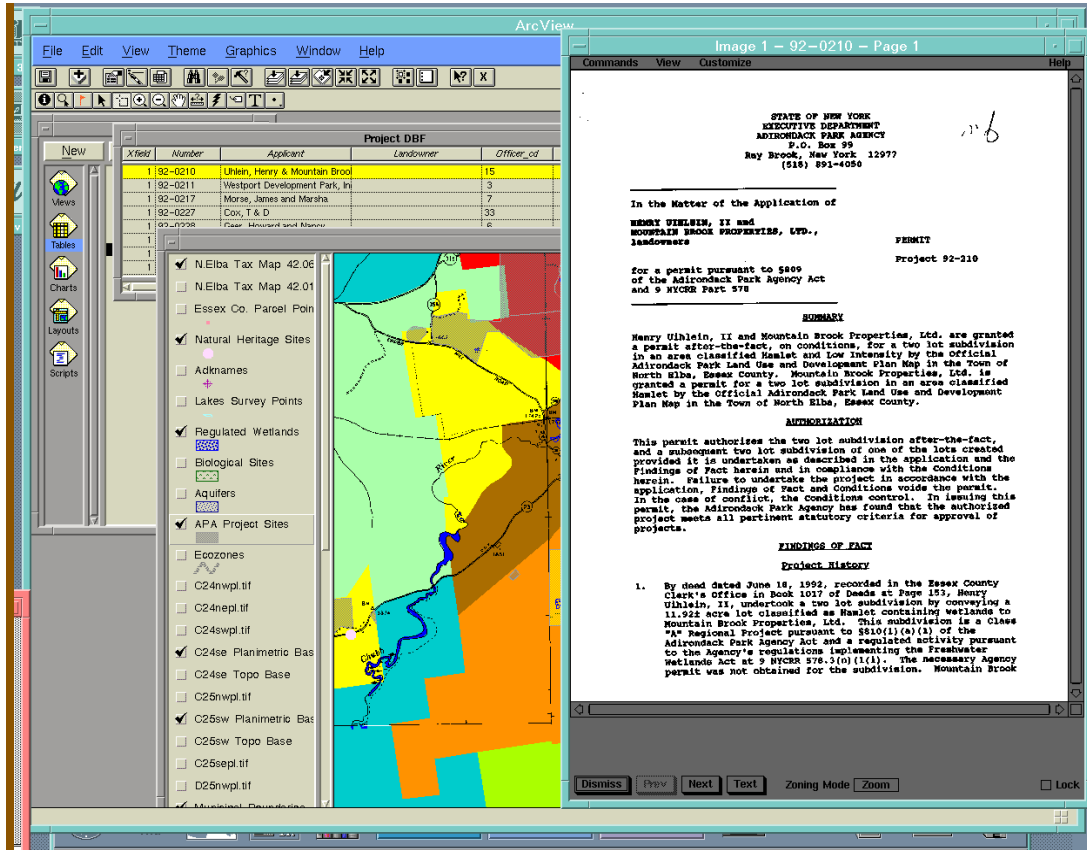 ArcView
File Edit View Theme Graphics Window Help
New
Views
Tables
Charts
Layouts
Scripts
Project DBF
Xfield Number Applicant Landowner Officer_cd
1 92-0210 Uhlein, Henry & Mountain Brool 15
1 92-0211 Westport Development Park, In 3
1 92-0217 Morse, James and Marsha 7
1 92-0227 Cox, T & D 33
1 92-0228 Geer, Howard and Nancy 6
1
1
1
N.Elba Tax Map 42.06
N.Elba Tax Map 42.01
Essex Co. Parcel Poin
Natural Heritage Sites
Adknames
Lakes Survey Points
Regulated Wetlands
Biological Sites
Aquifers
APA Project Sites
Ecozones
C24nwpl.tif
C24nepl.tif
C24swpl.tif
C24se Planimetric Bas
C24se Topo Base
C25nwpl.tif
C25sw Planimetric Bas
C25sw Topo Base
C25sepl.tif
D25nwpl.tif
Municipal Boundaries
River
Chubb
73
Image 1 - 92-0210 - Page 1
Commands View Customize Help
STATE OF NEW YORK
EXECUTIVE DEPARTMENT
ADIRONDACK PARK AGENCY
P.O. Box 99
Ray Brook, New York 12977
(518) 891-4050
In the Matter of the Application of
HENRY UIHLEIN, II and
MOUNTAIN BROOK PROPERTIES, LTD.,
landowners
PERMIT
Project 92-210
for a permit pursuant to §809
of the Adirondack Park Agency Act
and 9 NYCRR Part 578
SUMMARY
Henry Uihlein, II and Mountain Brook Properties, Ltd. are granted
a permit after-the-fact, on conditions, for a two lot subdivision
in an area classified Hamlet and Low Intensity by the Official
Adirondack Park Land Use and Development Plan Map in the Town of
North Elba, Essex County. Mountain Brook Properties, Ltd. is
granted a permit for a two lot subdivision in an area classified
Hamlet by the Official Adirondack Park Land Use and Development
Plan Map in the Town of North Elba, Essex County.
AUTHORIZATION
This permit authorizes the two lot subdivision after-the-fact,
and a subsequent two lot subdivision of one of the lots created
provided it is undertaken as described in the application and the
Findings of Fact herein and in compliance with the Conditions
herein. Failure to undertake the project in accordance with the
application, Findings of Fact and Conditions voids the permit.
In the case of conflict, the Conditions control. In issuing this
permit, the Adirondack Park Agency has found that the authorized
project meets all pertinent statutory criteria for approval of
projects.
FINDINGS OF FACT
Project History
1. By deed dated June 18, 1992, recorded in the Essex County
Clerk's Office in Book 1017 of Deeds at Page 153, Henry
Uihlein, II, undertook a two lot subdivision by conveying a
11.92± acre lot classified as Hamlet containing wetlands to
Mountain Brook Properties, Ltd. This subdivision is a Class
"A" Regional Project pursuant to §810(1)(a)(1) of the
Adirondack Park Agency Act and a regulated activity pursuant
to the Agency's regulations implementing the Freshwater
Wetlands Act at 9 NYCRR 578.3(n)(1(i). The necessary Agency
permit was not obtained for the subdivision. Mountain Brook
Dismiss Prev Next Text Zoning Mode Zoom Lock